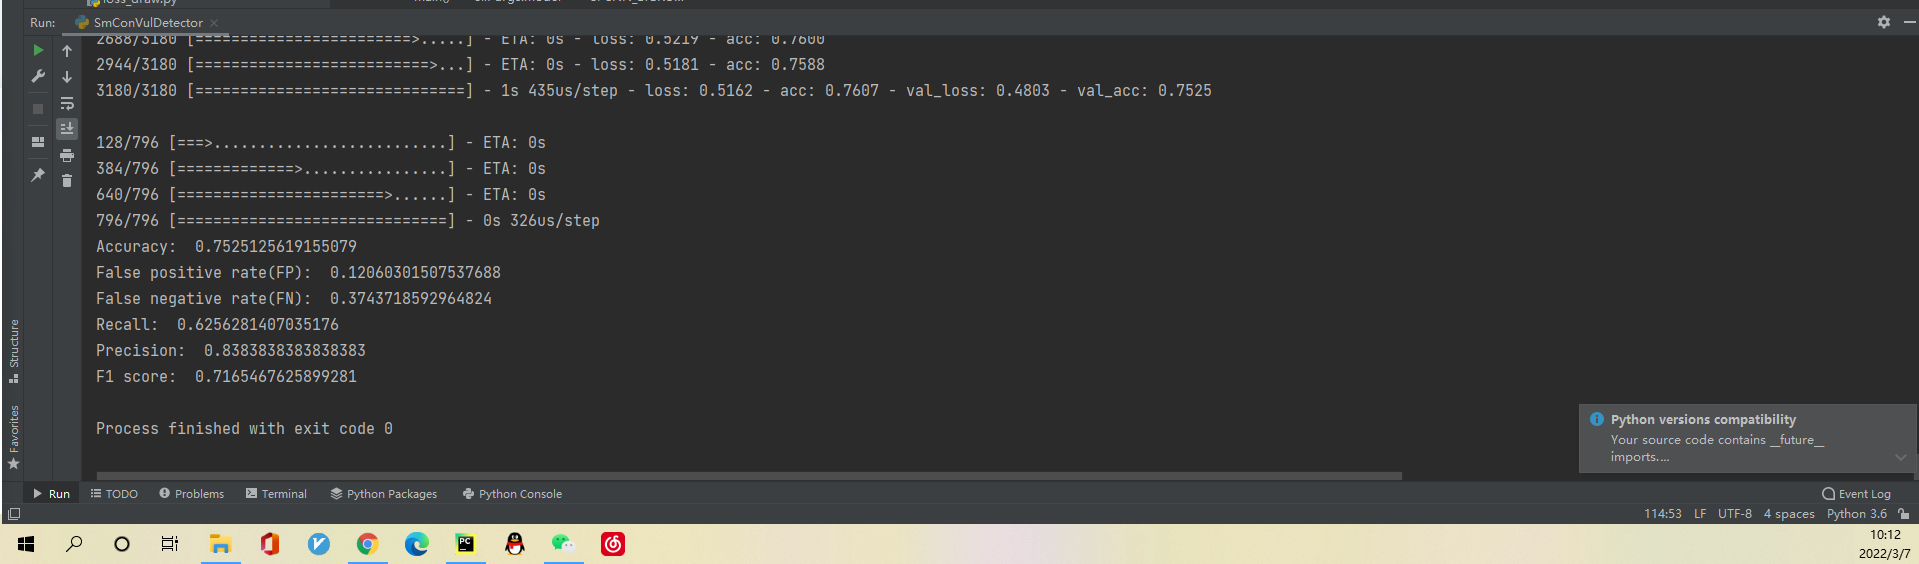 loss_draw.py
Run: SmConVulDetector
2688/3180 [========================>.....] - ETA: 0s - loss: 0.5219 - acc: 0.7600
2944/3180 [==========================>...] - ETA: 0s - loss: 0.5181 - acc: 0.7588
3180/3180 [==============================] - 1s 435us/step - loss: 0.5162 - acc: 0.7607 - val_loss: 0.4803 - val_acc: 0.7525
128/796 [===>..........................] - ETA: 0s
384/796 [=============>................] - ETA: 0s
640/796 [=======================>......] - ETA: 0s
796/796 [==============================] - 0s 326us/step
Accuracy:  0.7525125619155079
False positive rate(FP):  0.12060301507537688
False negative rate(FN):  0.3743718592964824
Recall:  0.6256281407035176
Precision:  0.8383838383838383
F1 score:  0.7165467625899281
Process finished with exit code 0
Structure
Favorites
Python versions compatibility
Your source code contains __future__
imports....
Run TODO Problems Terminal Python Packages Python Console Event Log
114:53 LF UTF-8 4 spaces Python 3.6
PC
10:12
2022/3/7